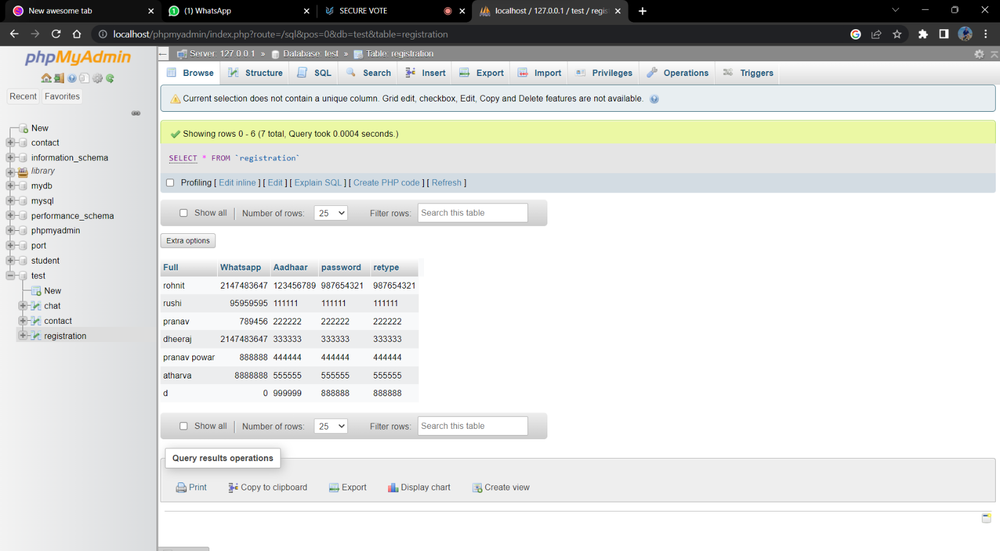 New awesome tab
(1) WhatsApp
SECURE VOTE
localhost / 127.0.0.1 / test / regis
localhost/phpmyadmin/index.php?route=/sql&pos=0&db=test&table=registration
phpMyAdmin
Recent Favorites
New
contact
information_schema
library
mydb
mysql
performance_schema
phpmyadmin
port
student
test
New
chat
contact
registration
Server: 127.0.0.1 » Database: test » Table: registration
Browse Structure SQL Search Insert Export Import Privileges Operations Triggers
Current selection does not contain a unique column. Grid edit, checkbox, Edit, Copy and Delete features are not available.
Showing rows 0 - 6 (7 total, Query took 0.0004 seconds.)
SELECT * FROM `registration`
Profiling [ Edit inline ] [ Edit ] [ Explain SQL ] [ Create PHP code ] [ Refresh ]
Show all Number of rows: 25 Filter rows: Search this table
Extra options
Full Whatsapp Aadhaar password retype
rohnit 2147483647 123456789 987654321 987654321
rushi 95959595 111111 111111 111111
pranav 789456 222222 222222 222222
dheeraj 2147483647 333333 333333 333333
pranav powar 888888 444444 444444 444444
atharva 8888888 555555 555555 555555
d 0 999999 888888 888888
Show all Number of rows: 25 Filter rows: Search this table
Query results operations
Print Copy to clipboard Export Display chart Create view